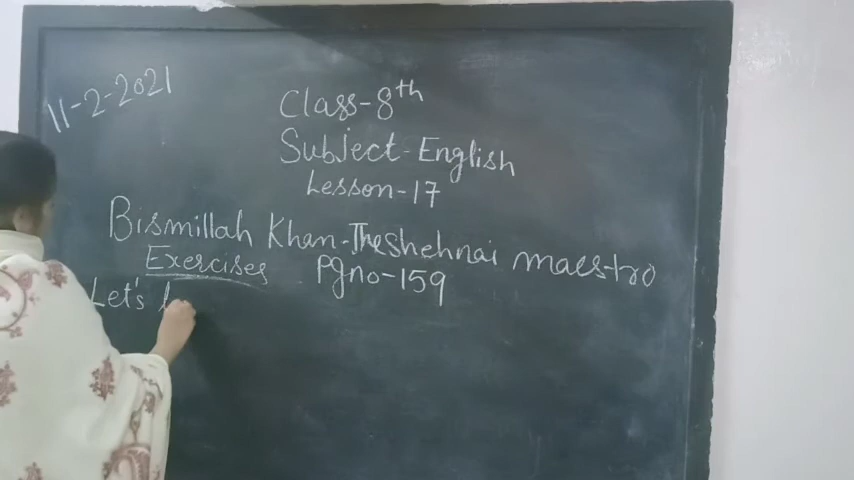 11-2-2021
Class-8th
Subject-English
Lesson-17
Bismillah Khan-The Shehnai maestro
Exercises Pg no-159
Let's